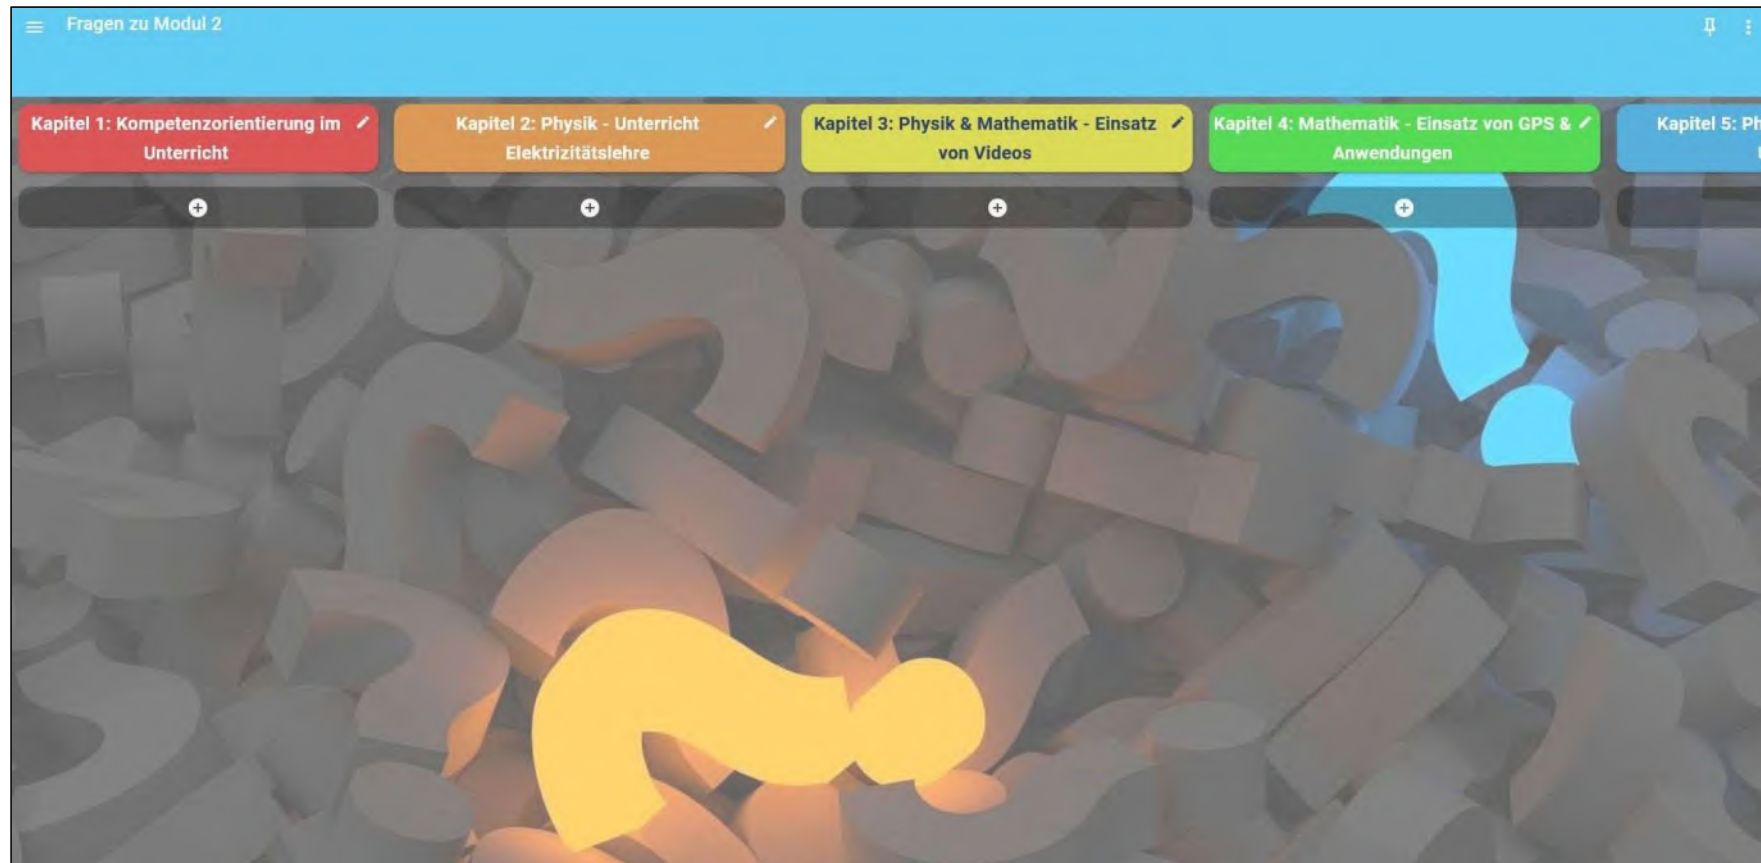 Fragen zu Modul 2
Kapitel 1: Kompetenzorientierung im
Unterricht
Kapitel 2: Physik - Unterricht
Elektrizitätslehre
Kapitel 3: Physik & Mathematik - Einsatz
von Videos
Kapitel 4: Mathematik - Einsatz von GPS &
Anwendungen
Kapitel 5: